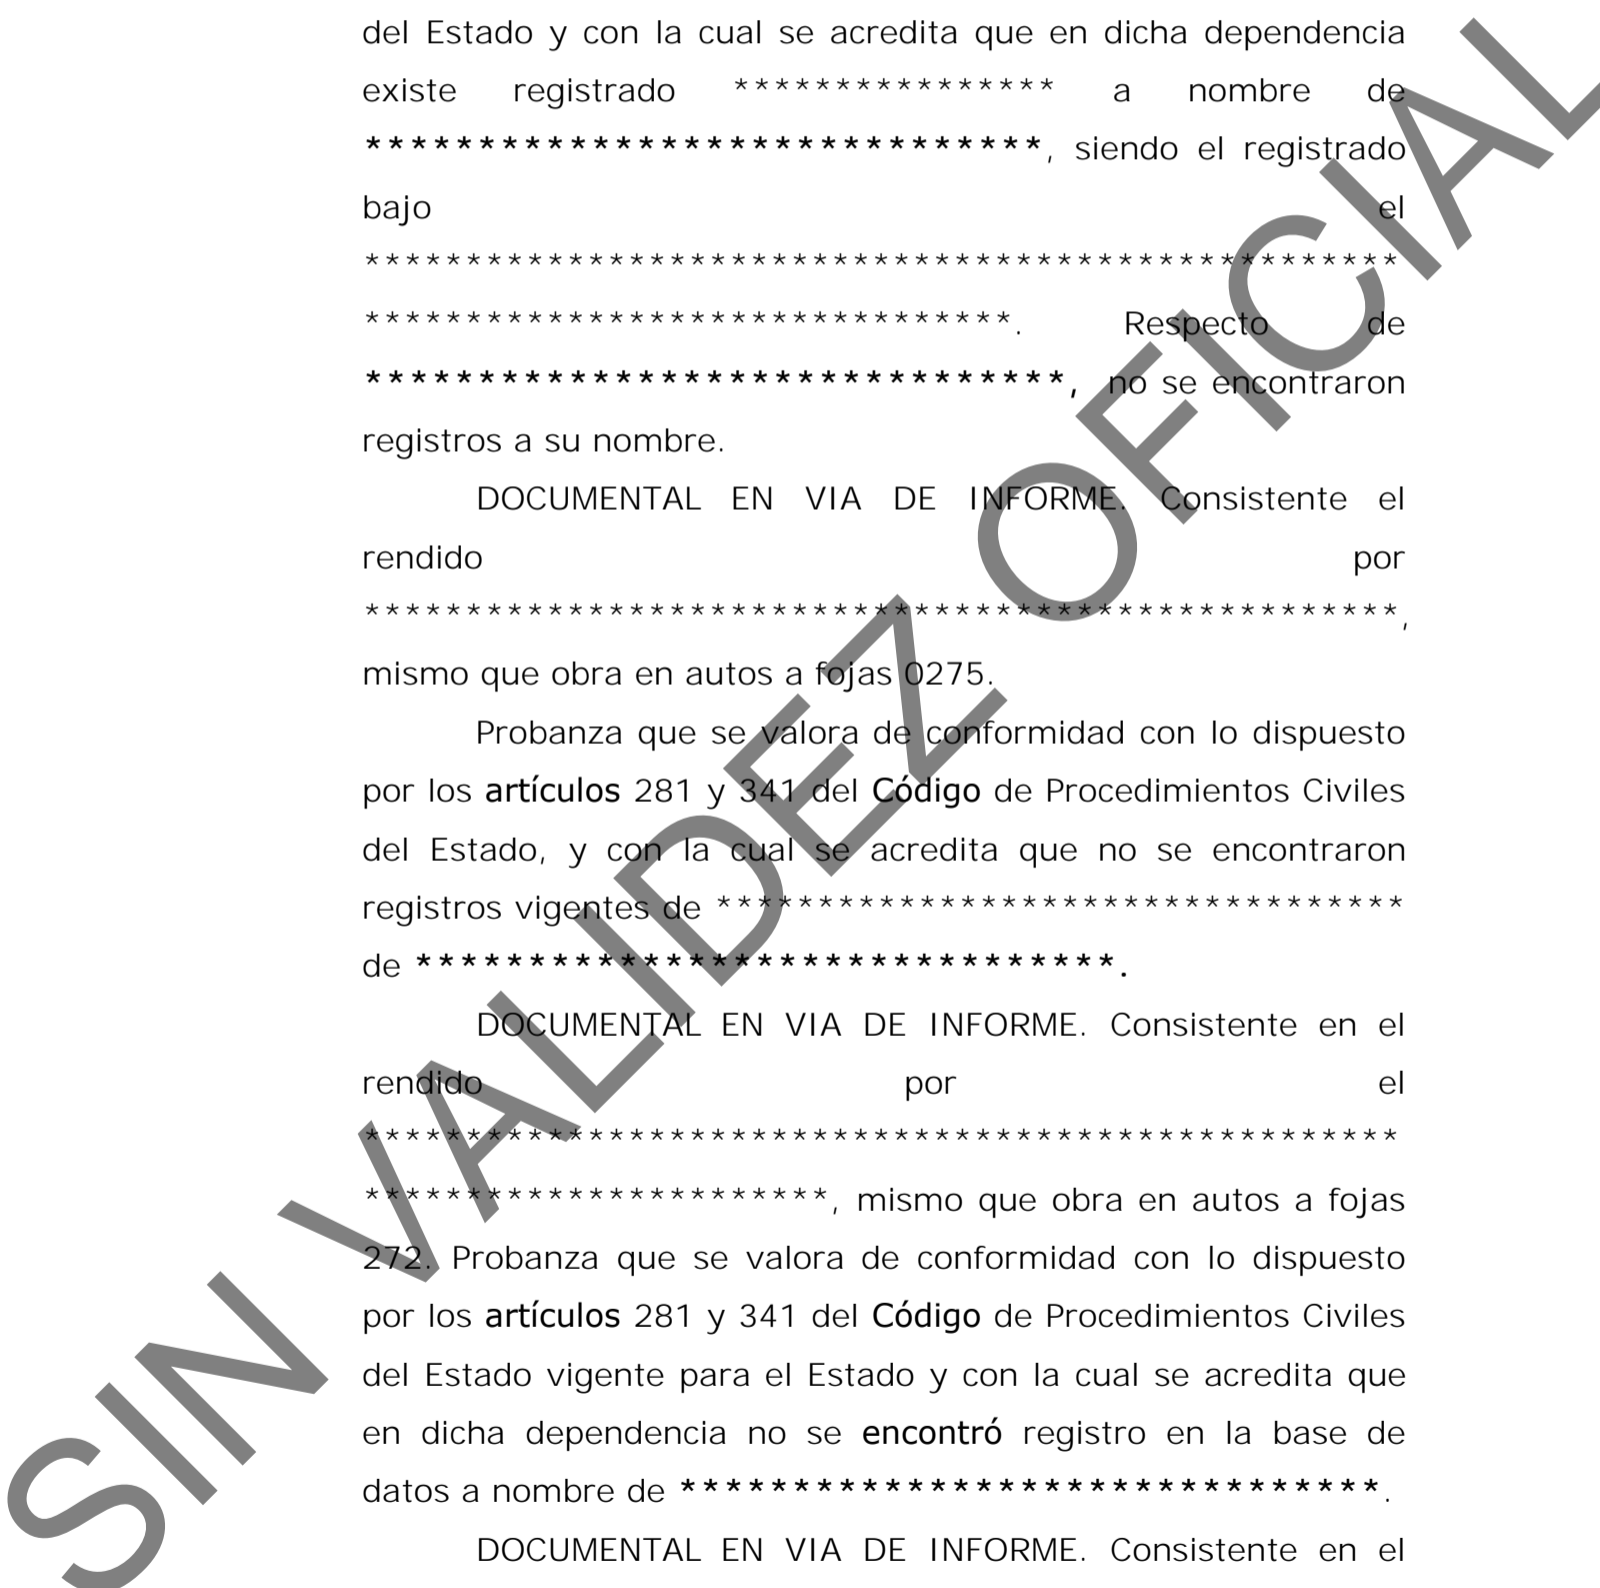 del Estado y con la cual se acredita que en dicha dependencia
existe registrado **************** a nombre de
******************************, siendo el registrado
bajo el
***************************************************
********************************. Respecto de
*******************************, no se encontraron
registros a su nombre.
DOCUMENTAL EN VIA DE INFORME. Consistente el
rendido por
***************************************************,
mismo que obra en autos a fojas 0275.
Probanza que se valora de conformidad con lo dispuesto
por los artículos 281 y 341 del Código de Procedimientos Civiles
del Estado, y con la cual se acredita que no se encontraron
registros vigentes de **********************************
de *******************************.
DOCUMENTAL EN VIA DE INFORME. Consistente en el
rendido por el
***************************************************
***********************, mismo que obra en autos a fojas
272. Probanza que se valora de conformidad con lo dispuesto
por los artículos 281 y 341 del Código de Procedimientos Civiles
del Estado vigente para el Estado y con la cual se acredita que
en dicha dependencia no se encontró registro en la base de
datos a nombre de *******************************.
DOCUMENTAL EN VIA DE INFORME. Consistente en el
SIN VALIDEZ OFICIAL